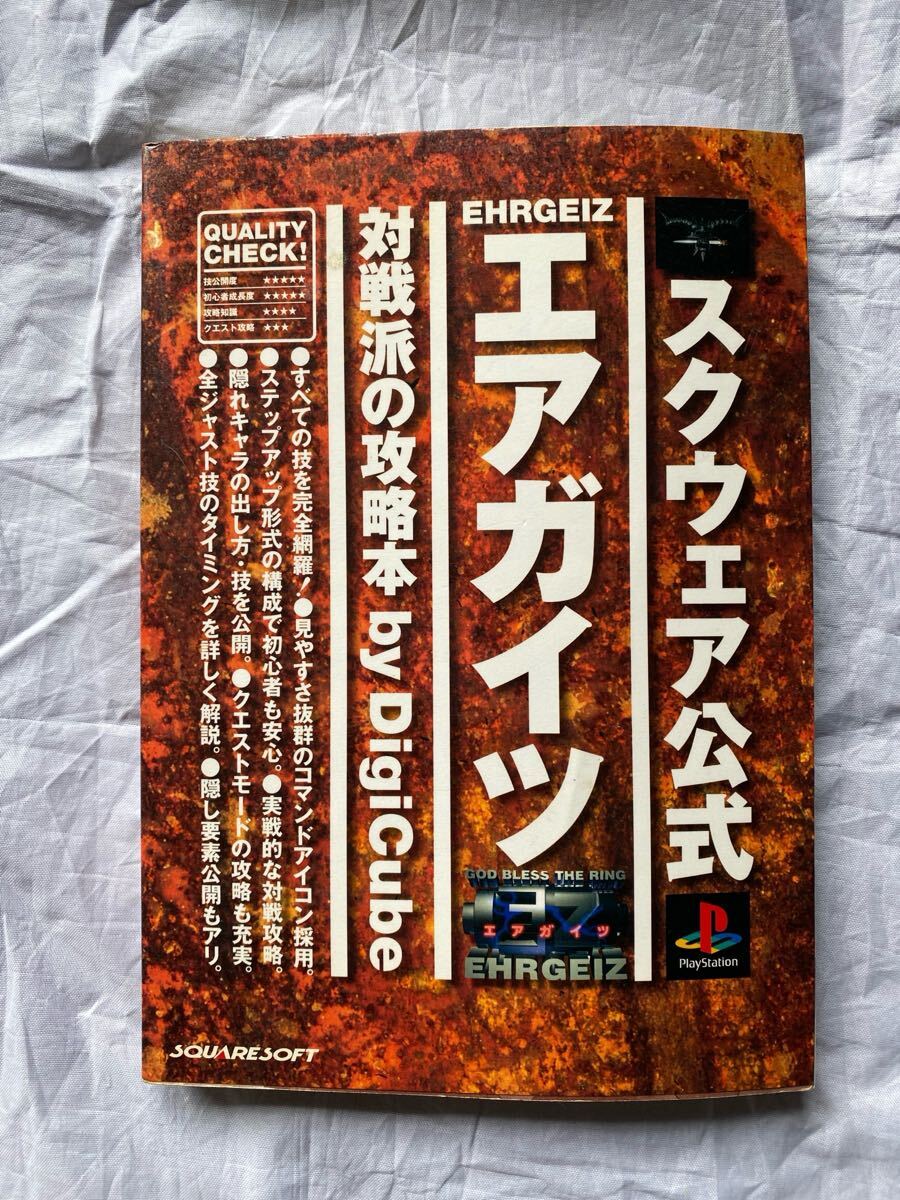 スクウェア公式
PlayStation
EHRGEIZ
エアガイツ
GOD BLESS THE RING
エアガイツ
EHRGEIZ
対戦派の攻略本 by DigiCube
QUALITY
CHECK!
技公開度 ★★★★★
初心者成長度 ★★★★★
攻略知識 ★★★★
クエスト攻略 ★★★
●すべての技を完全網羅!●見やすさ抜群のコマンドアイコン採用。
●ステップアップ形式の構成で初心者も安心。●実戦的な対戦攻略。
●隠れキャラの出し方・技を公開。●クエストモードの攻略も充実。
●全ジャスト技のタイミングを詳しく解説。●隠し要素公開もアリ。
SQUARESOFT